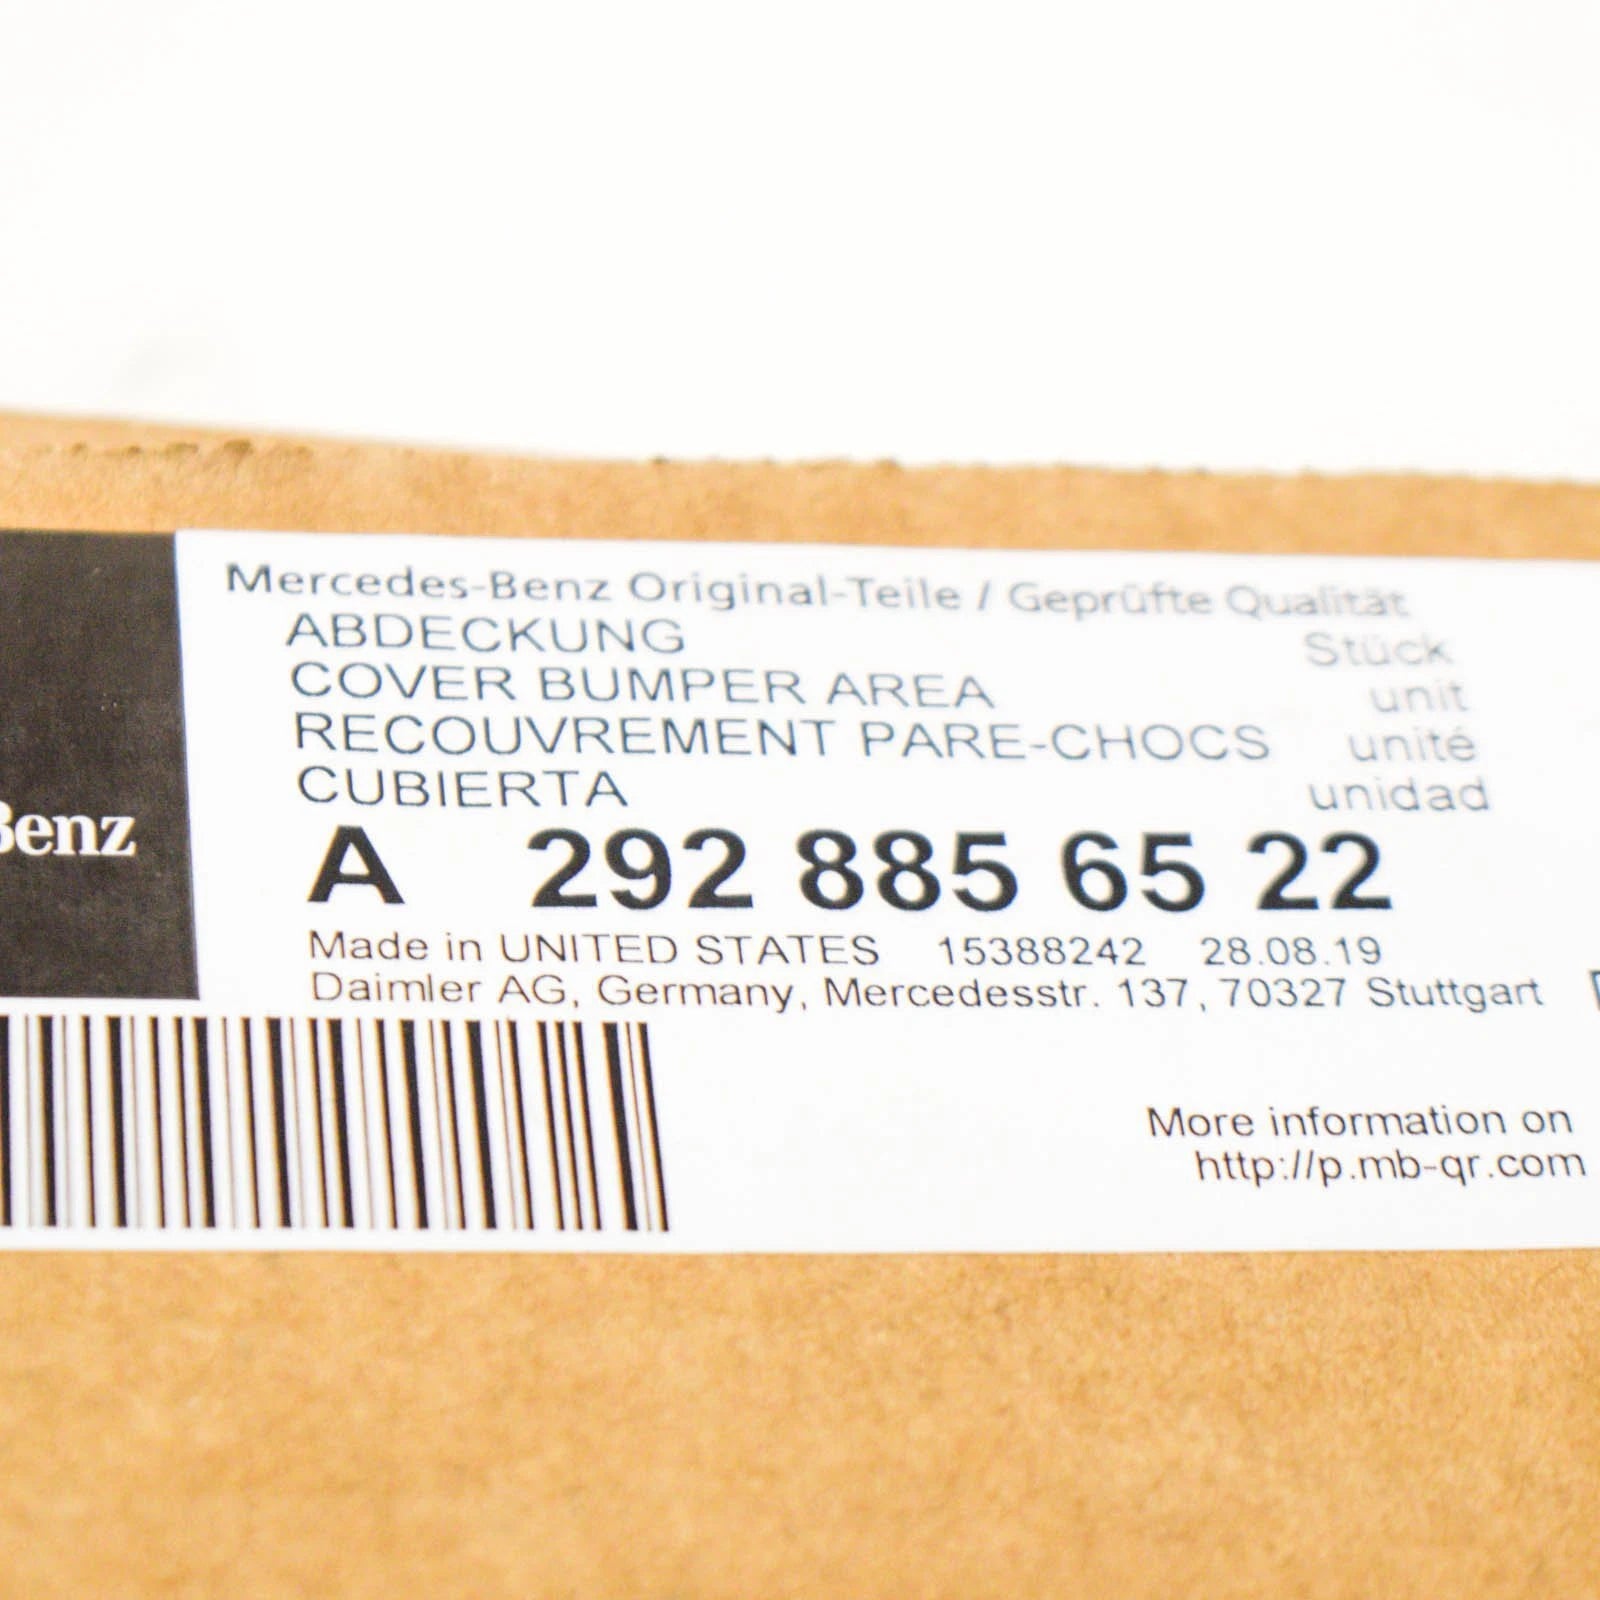 Mercedes-Benz Original-Teile / Geprüfte Qualität
ABDECKUNG Stück
COVER BUMPER AREA unit
RECOUVREMENT PARE-CHOCS unité
CUBIERTA unidad
Benz
A 292 885 65 22
Made in UNITED STATES 15388242 28.08.19
Daimler AG, Germany, Mercedesstr. 137, 70327 Stuttgart
More information on
http://p.mb-qr.com